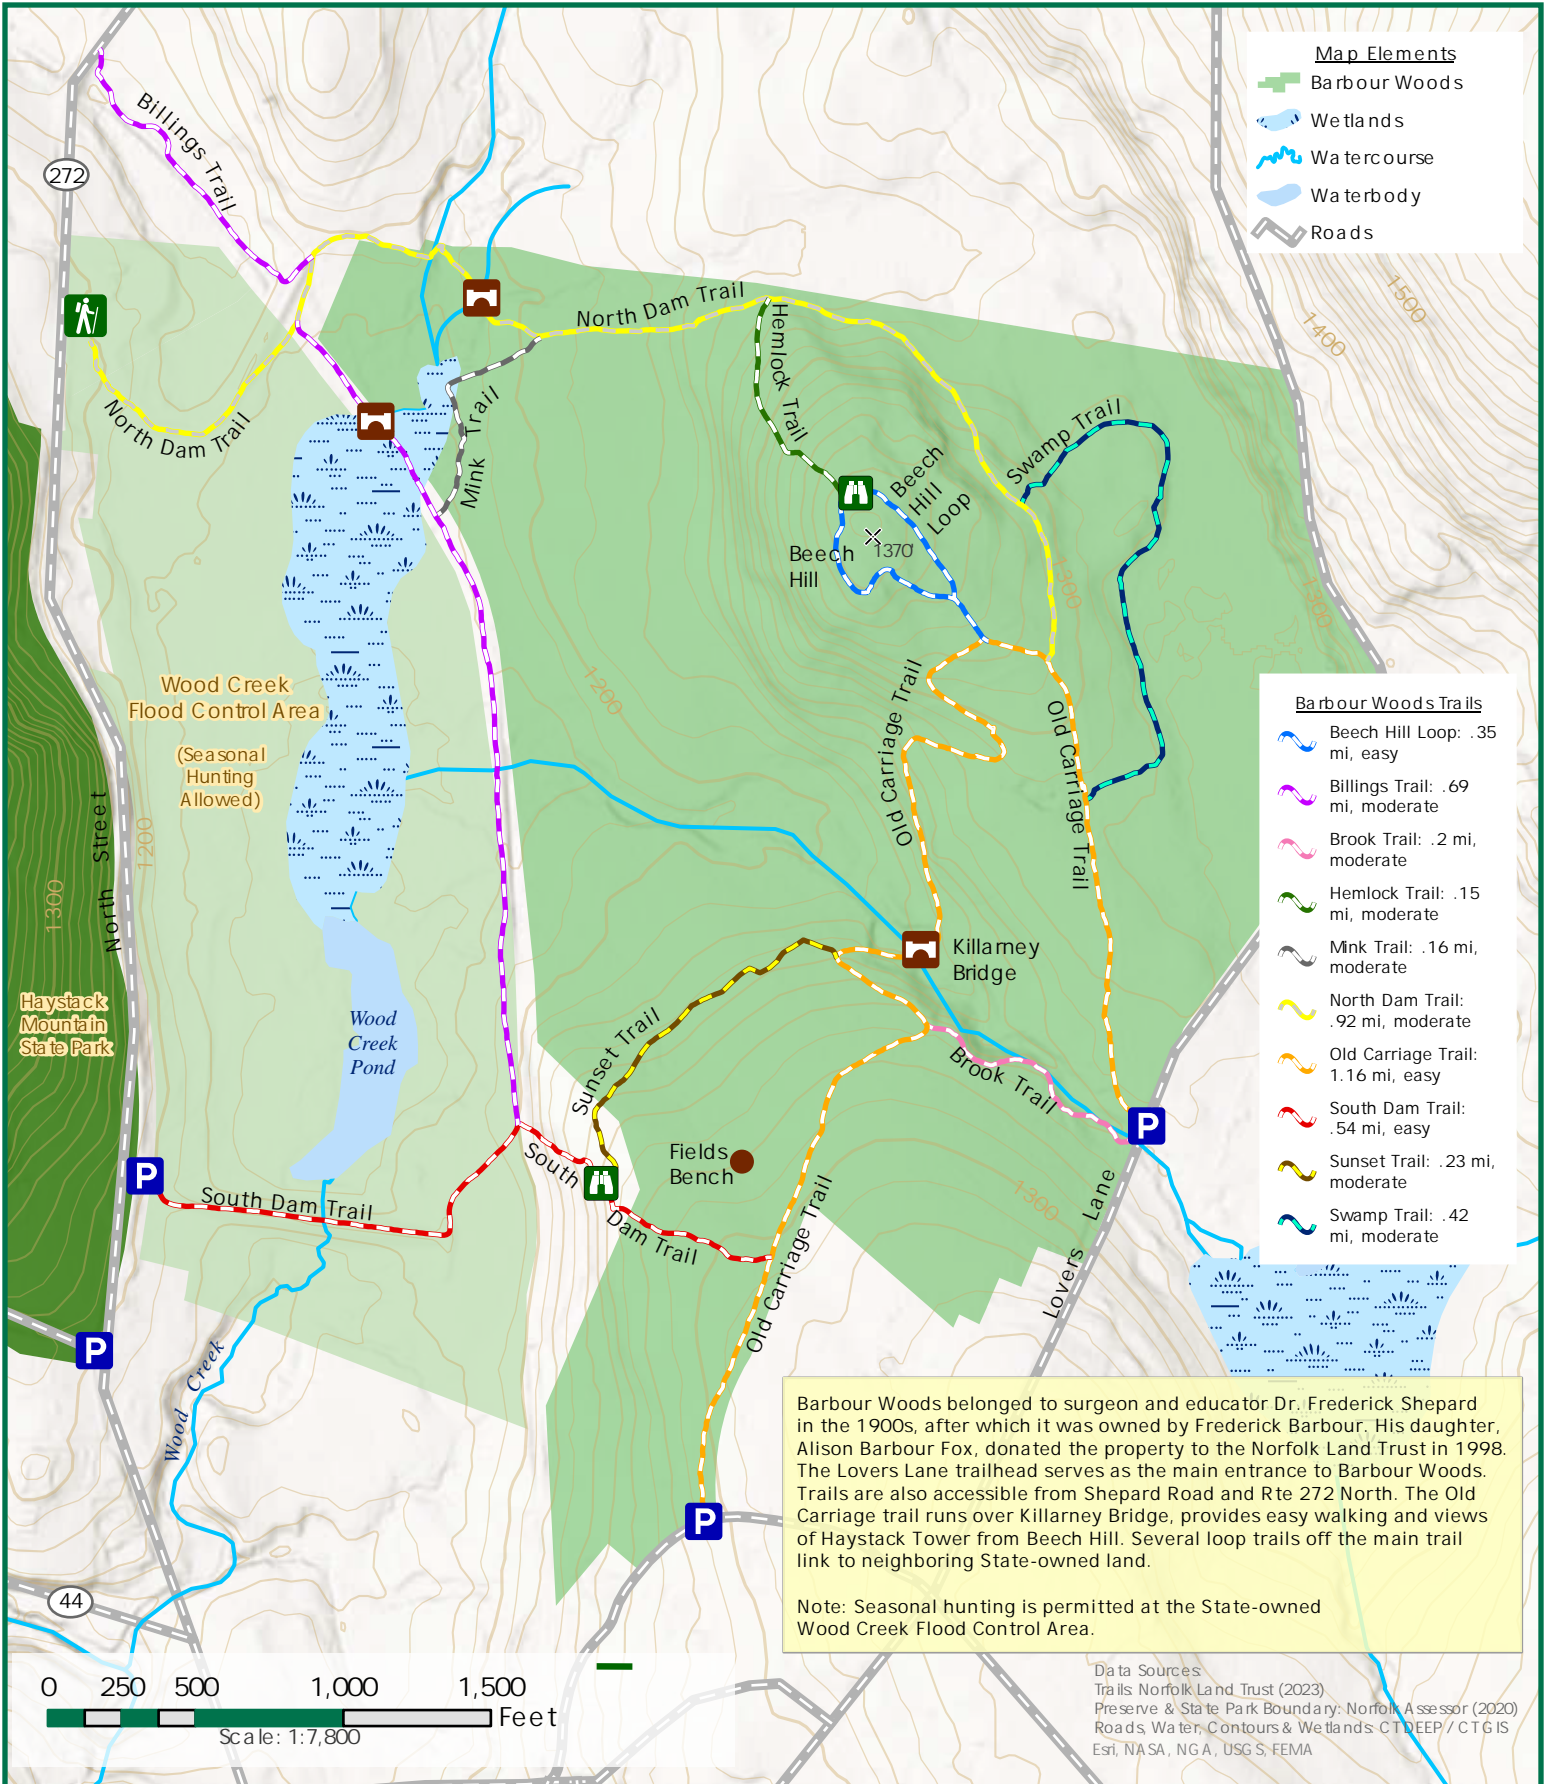 Map Elements
Barbour Woods
Wetlands
Watercourse
Waterbody
Roads
Billings Trail
272
North Dam Trail
North Dam Trail
Hemlock Trail
Mink Trail
Beech
Hill
Loop
Swamp Trail
1500
1400
1300
1300
Beech
Hill
1370'
1200
Wood Creek
Flood Control Area
(Seasonal
Hunting
Allowed)
North Street
1200
1300
Old Carriage Trail
Old Carriage Trail
Barbour Woods Trails
Beech Hill Loop: .35
mi, easy
Billings Trail: .69
mi, moderate
Brook Trail: .2 mi,
moderate
Hemlock Trail: .15
mi, moderate
Mink Trail: .16 mi,
moderate
North Dam Trail:
.92 mi, moderate
Old Carriage Trail:
1.16 mi, easy
South Dam Trail:
.54 mi, easy
Sunset Trail: .23 mi,
moderate
Swamp Trail: .42
mi, moderate
Killarney
Bridge
Haystack
Mountain
State Park
Wood
Creek
Pond
Sunset Trail
Brook Trail
P
P
South Dam Trail
South
Dam Trail
Fields
Bench
1300
Lovers Lane
Old Carriage Trail
P
Wood Creek
P
44
Barbour Woods belonged to surgeon and educator Dr. Frederick Shepard
in the 1900s, after which it was owned by Frederick Barbour. His daughter,
Alison Barbour Fox, donated the property to the Norfolk Land Trust in 1998.
The Lovers Lane trailhead serves as the main entrance to Barbour Woods.
Trails are also accessible from Shepard Road and Rte 272 North. The Old
Carriage trail runs over Killarney Bridge, provides easy walking and views
of Haystack Tower from Beech Hill. Several loop trails off the main trail
link to neighboring State-owned land.
Note: Seasonal hunting is permitted at the State-owned
Wood Creek Flood Control Area.
0 250 500 1,000 1,500
Feet
Scale: 1:7,800
Data Sources:
Trails: Norfolk Land Trust (2023)
Preserve & State Park Boundary: Norfolk Assessor (2020)
Roads, Water, Contours & Wetlands: CTDEEP / CTGIS
Esri, NASA, NGA, USGS, FEMA